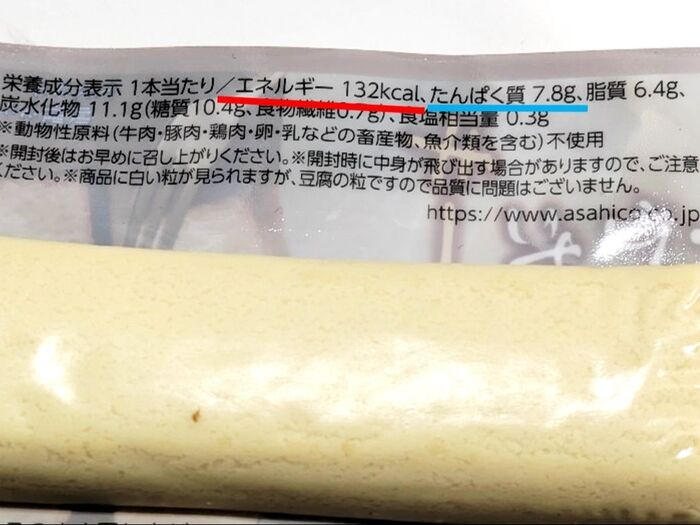 栄養成分表示 1本当たり／エネルギー 132kcal、たんぱく質 7.8g、脂質 6.4g、
炭水化物 11.1g(糖質10.4g、食物繊維0.7g)、食塩相当量 0.3g
※動物性原料(牛肉・豚肉・鶏肉・卵・乳などの畜産物、魚介類を含む)不使用
※開封後はお早めに召し上がりください。※開封時に中身が飛び出す場合がありますので、ご注意
ください。※商品に白い粒が見られますが、豆腐の粒ですので品質に問題はございません。
https://www.asahico.co.jp